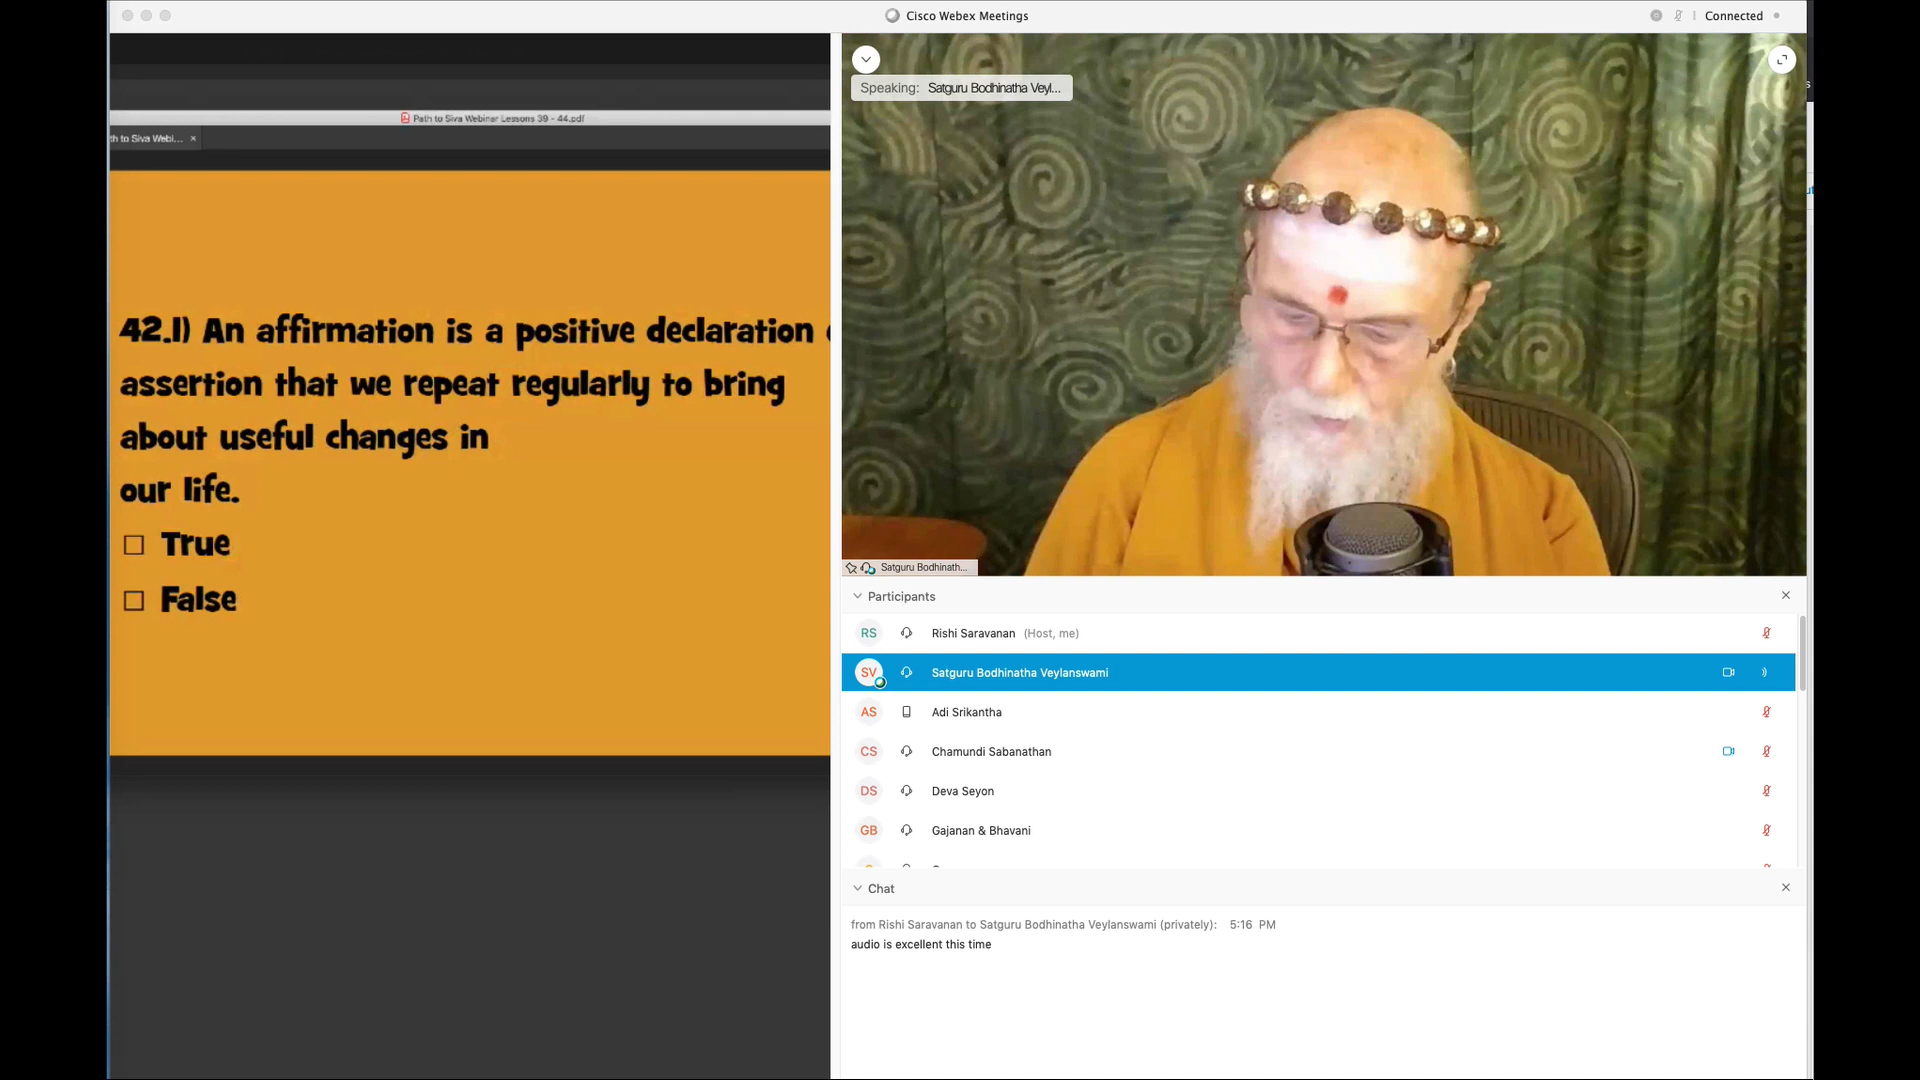 Cisco Webex Meetings
Connected
Speaking: Satguru Bodhinatha Veyl...
Path to Siva Webinar Lessons 39 - 44.pdf
th to Siva Webi... ×
42.1) An affirmation is a positive declaration
assertion that we repeat regularly to bring
about useful changes in
our life.
☐ True
☐ False
Satguru Bodhinath...
Participants
RS Rishi Saravanan (Host, me)
SV Satguru Bodhinatha Veylanswami
AS Adi Srikantha
CS Chamundi Sabanathan
DS Deva Seyon
GB Gajanan & Bhavani
Chat
from Rishi Saravanan to Satguru Bodhinatha Veylanswami (privately): 5:16 PM
audio is excellent this time